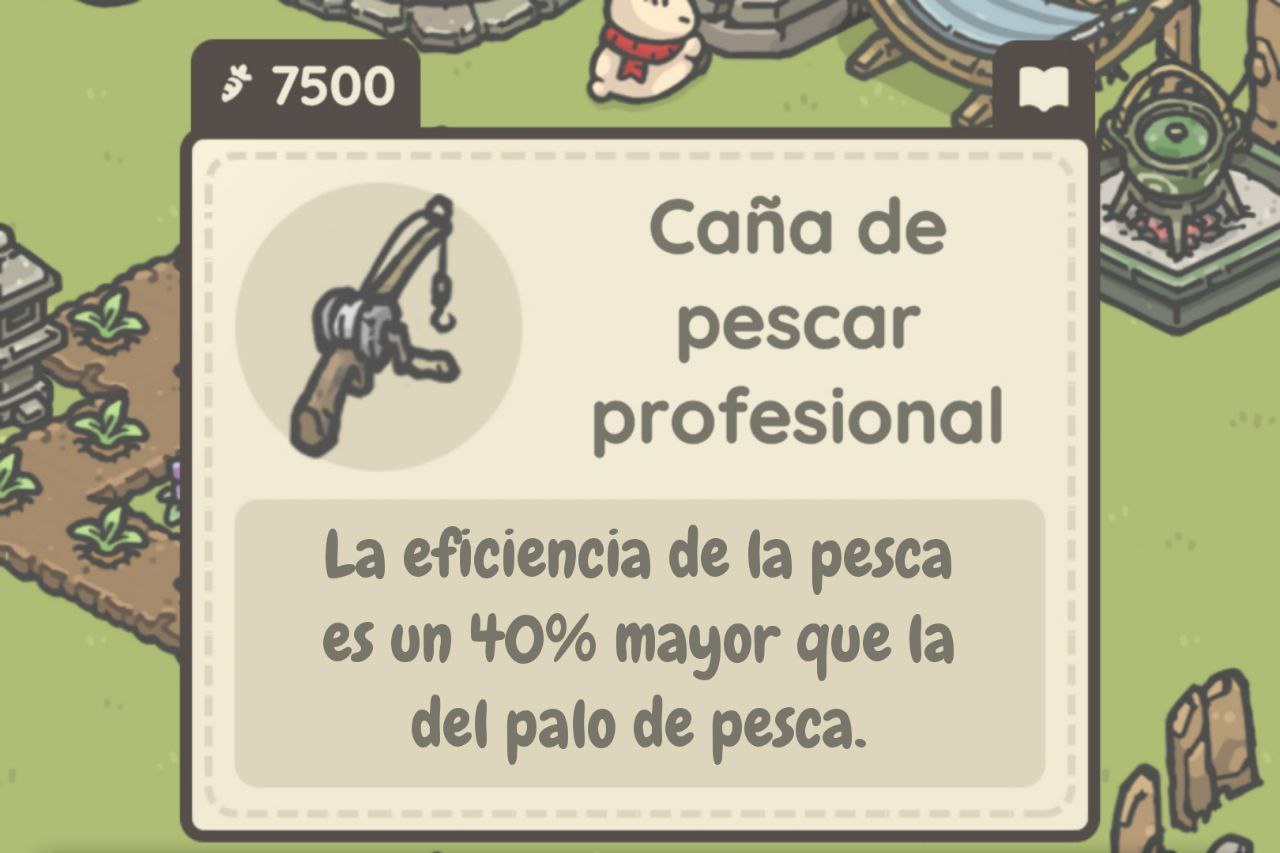 7500
Caña de
pescar
profesional
La eficiencia de la pesca
es un 40% mayor que la
del palo de pesca.